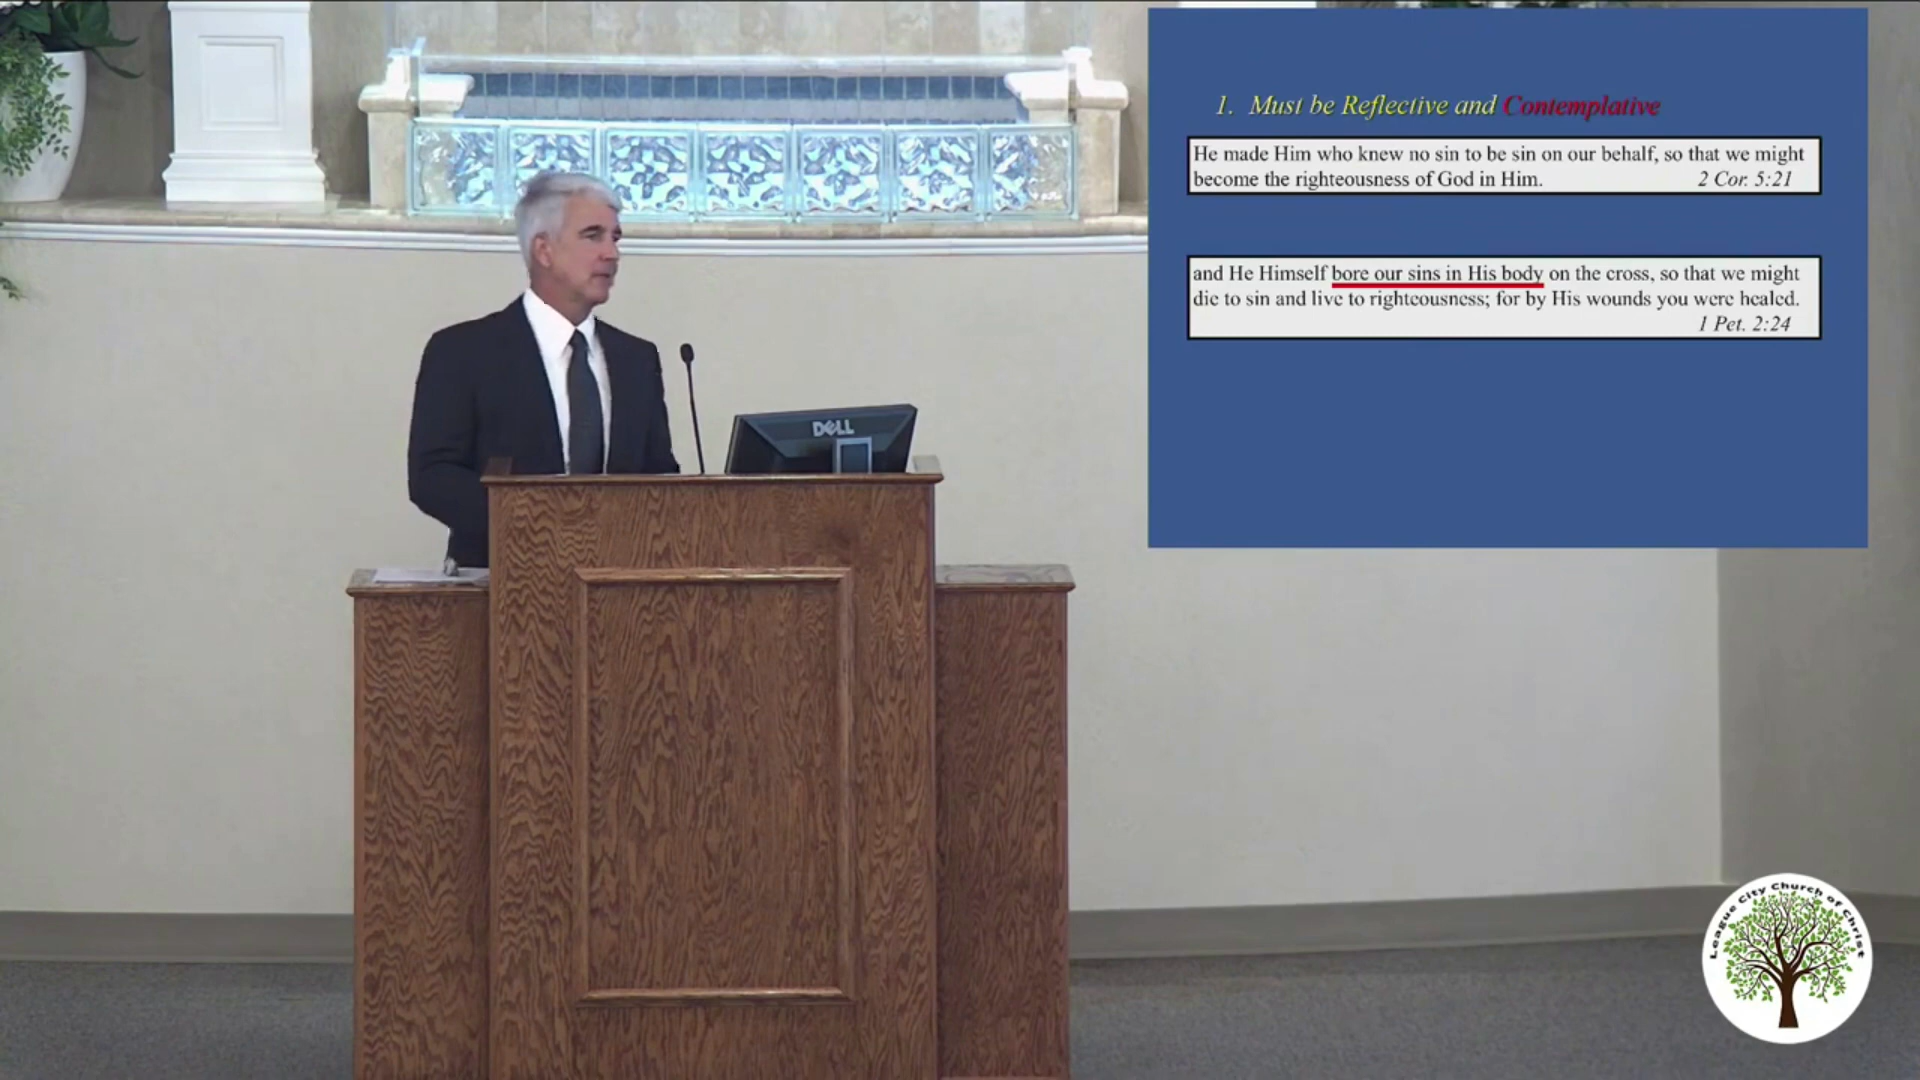 1. Must be Reflective and Contemplative
He made Him who knew no sin to be sin on our behalf, so that we might
become the righteousness of God in Him. 2 Cor. 5:21
and He Himself bore our sins in His body on the cross, so that we might
die to sin and live to righteousness; for by His wounds you were healed.
1 Pet. 2:24
DELL
League City Church of Christ